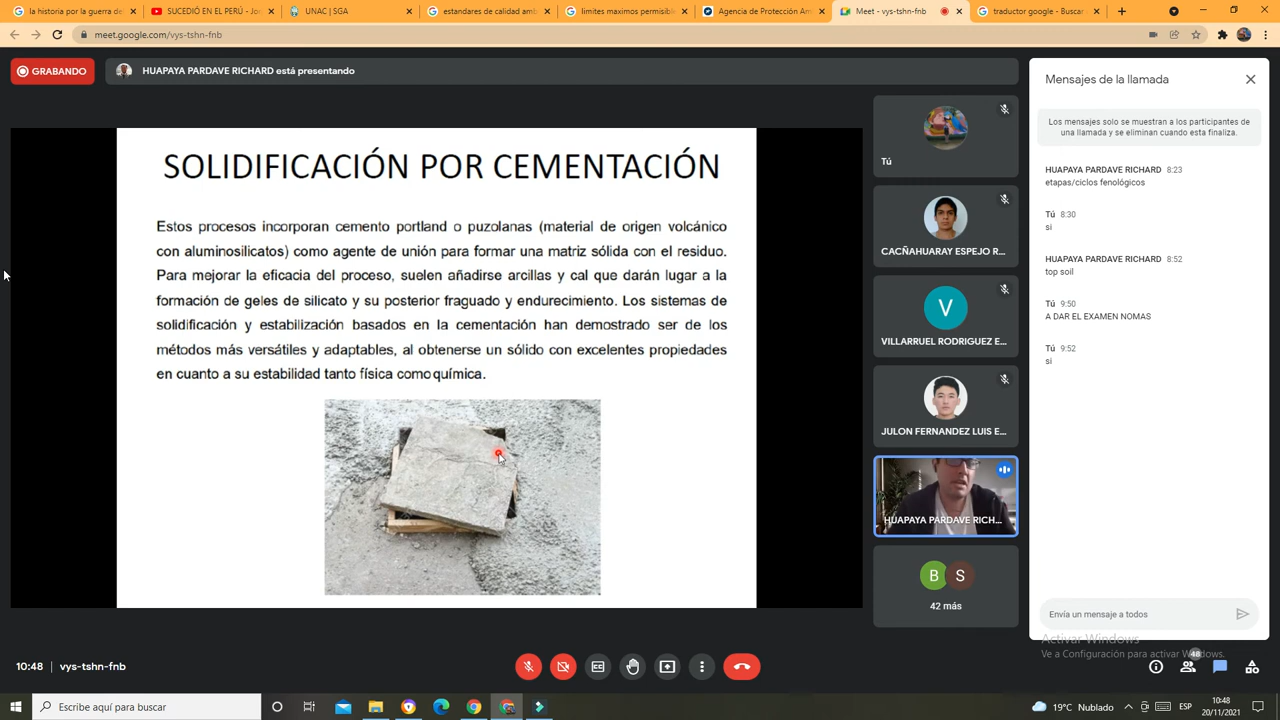 la historia por la guerra de
SUCEDIÓ EN EL PERÚ - Jo
UNAC | SGA
estandares de calidad amb
limites maximos permisible
Agencia de Protección Am
Meet - vys-tshn-fnb
traductor google - Buscar
meet.google.com/vys-tshn-fnb
GRABANDO
HUAPAYA PARDAVE RICHARD está presentando
SOLIDIFICACIÓN POR CEMENTACIÓN
Estos procesos incorporan cemento portland o puzolanas (material de origen volcánico
con aluminosilicatos) como agente de unión para formar una matriz sólida con el residuo.
Para mejorar la eficacia del proceso, suelen añadirse arcillas y cal que darán lugar a la
formación de geles de silicato y su posterior fraguado y endurecimiento. Los sistemas de
solidificación y estabilización basados en la cementación han demostrado ser de los
métodos más versátiles y adaptables, al obtenerse un sólido con excelentes propiedades
en cuanto a su estabilidad tanto física como química.
Tú
CACÑAHUARAY ESPEJO R...
V
VILLARRUEL RODRIGUEZ E...
JULON FERNANDEZ LUIS E...
HUAPAYA PARDAVE RICH...
B S
42 más
Mensajes de la llamada
Los mensajes solo se muestran a los participantes de
una llamada y se eliminan cuando esta finaliza.
HUAPAYA PARDAVE RICHARD 8:23
etapas/ciclos fenológicos
Tú 8:30
si
HUAPAYA PARDAVE RICHARD 8:52
top soil
Tú 9:50
A DAR EL EXAMEN NOMAS
Tú 9:52
si
Envía un mensaje a todos
Activar Windows
Ve a Configuración para activar Windows.
10:48 vys-tshn-fnb
48
Escribe aquí para buscar
19°C Nublado
ESP
10:48
20/11/2021